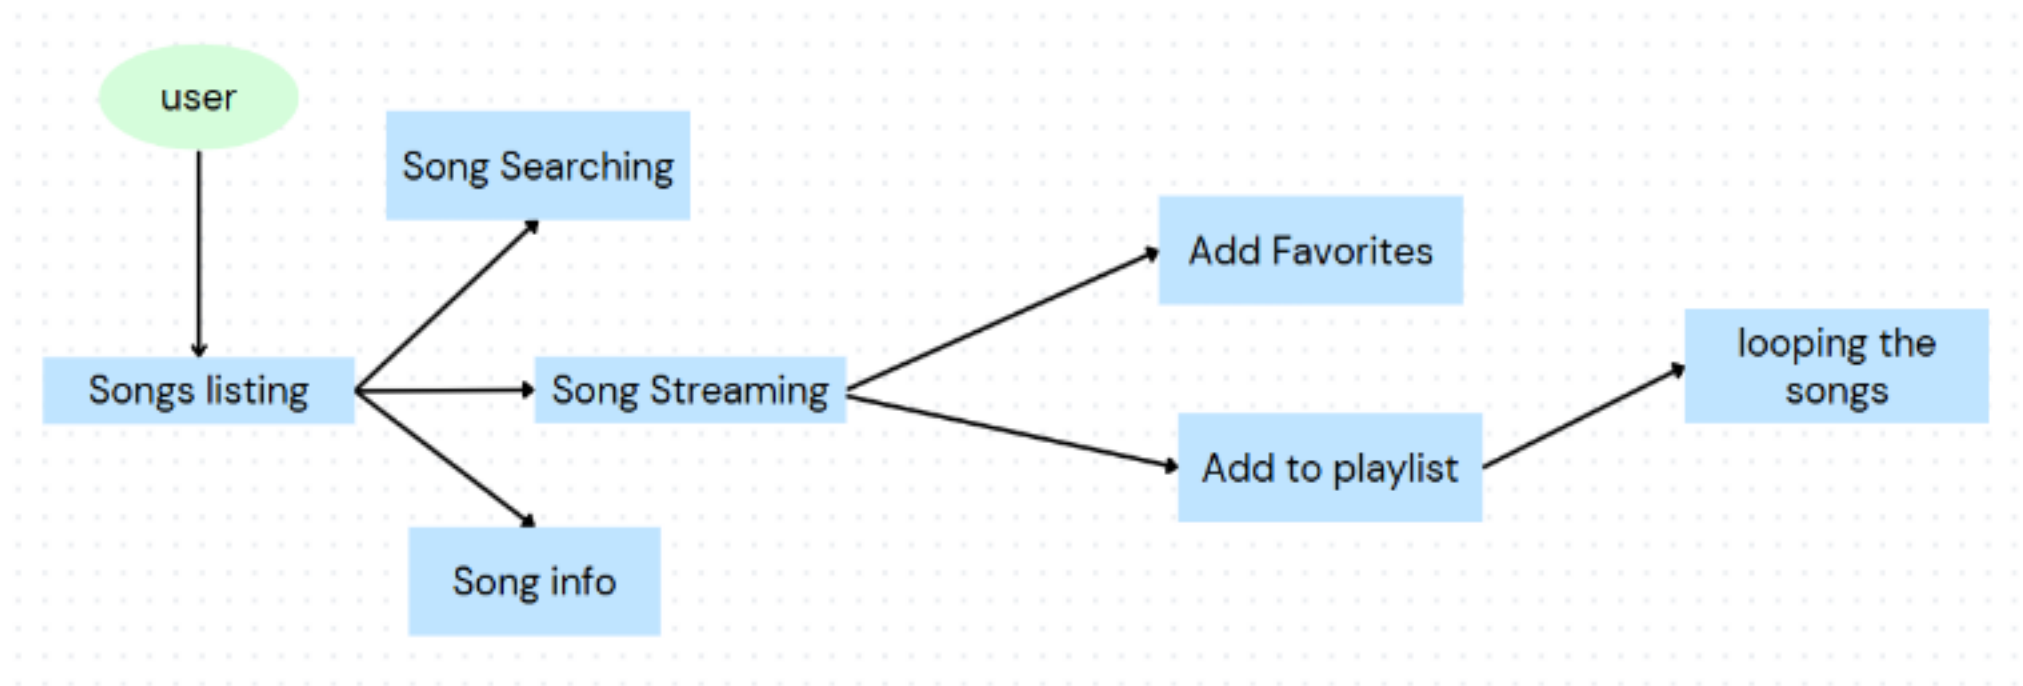 user
Song Searching
Add Favorites
looping the
songs
Songs listing
Song Streaming
Add to playlist
Song info